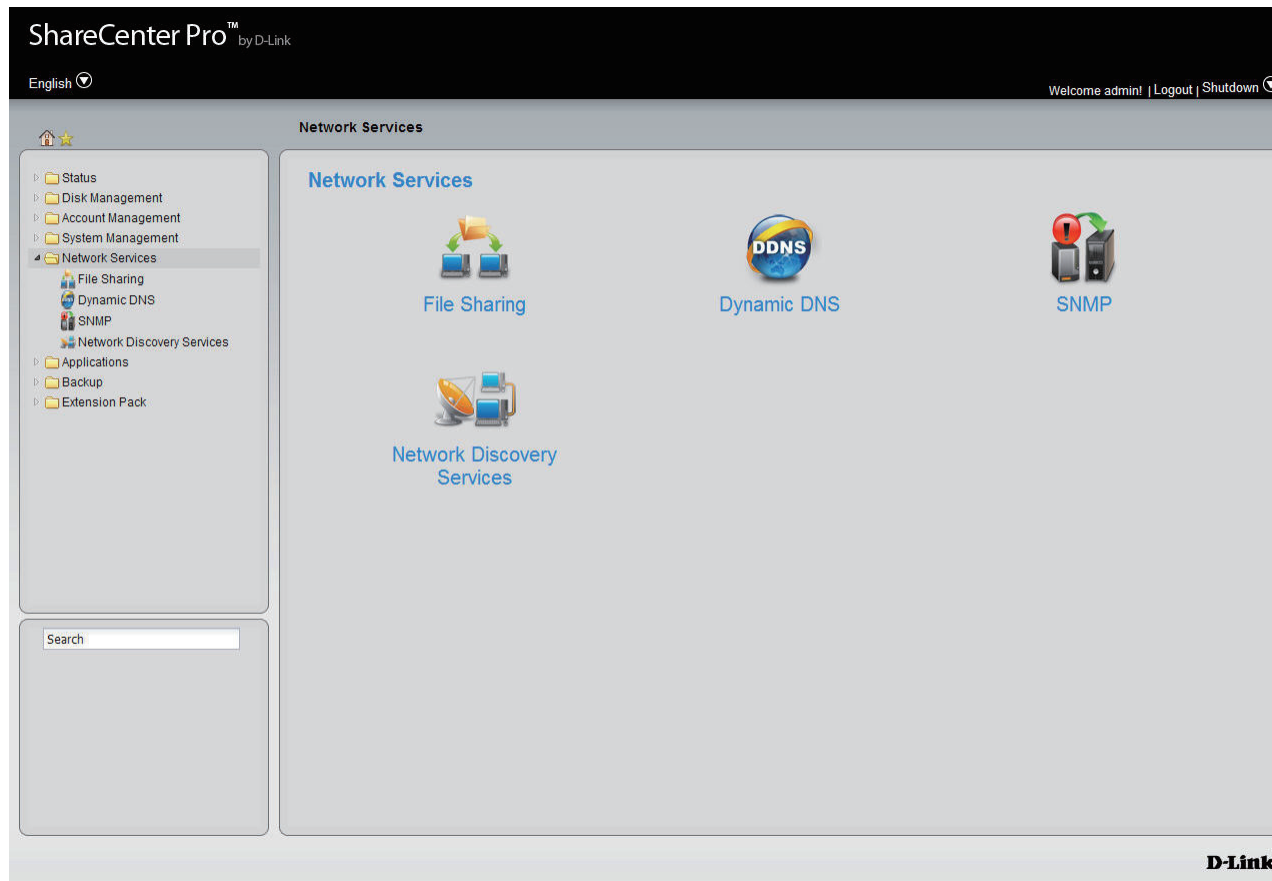 ShareCenter Pro™ by D-Link
English
Welcome admin! | Logout | Shutdown
Network Services
Status
Disk Management
Account Management
System Management
Network Services
File Sharing
Dynamic DNS
SNMP
Network Discovery Services
Applications
Backup
Extension Pack
Search
Network Services
File Sharing
DDNS
Dynamic DNS
SNMP
Network Discovery
Services
D-Link